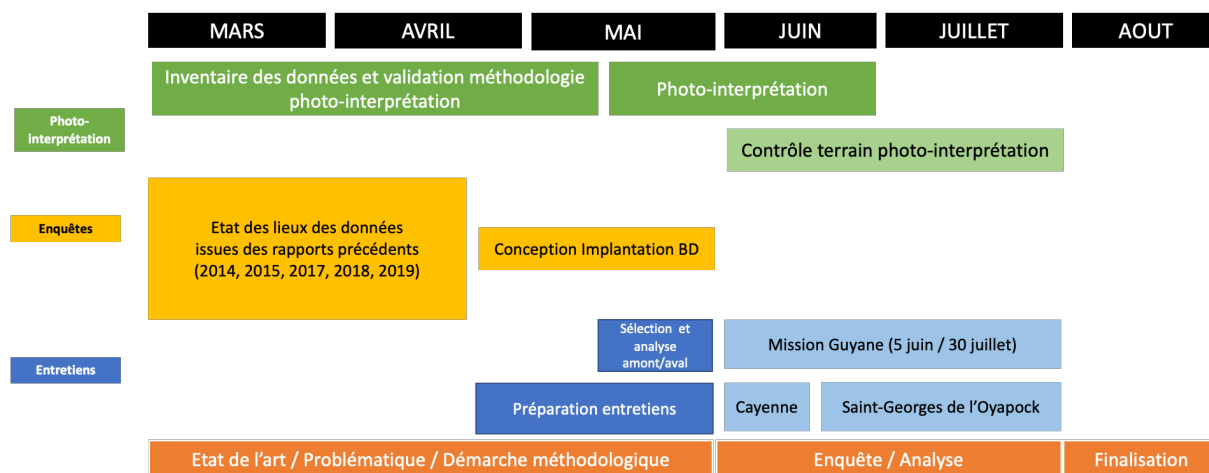 MARS
AVRIL
MAI
JUIN
JUILLET
AOUT
Inventaire des données et validation méthodologie
photo-interprétation
Photo-interprétation
Photo-
interprétation
Contrôle terrain photo-interprétation
Enquêtes
Etat des lieux des données
issues des rapports précédents
(2014, 2015, 2017, 2018, 2019)
Conception Implantation BD
Entretiens
Sélection et
analyse
amont/aval
Mission Guyane (5 juin / 30 juillet)
Préparation entretiens
Cayenne
Saint-Georges de l’Oyapock
Etat de l’art / Problématique / Démarche méthodologique
Enquête / Analyse
Finalisation